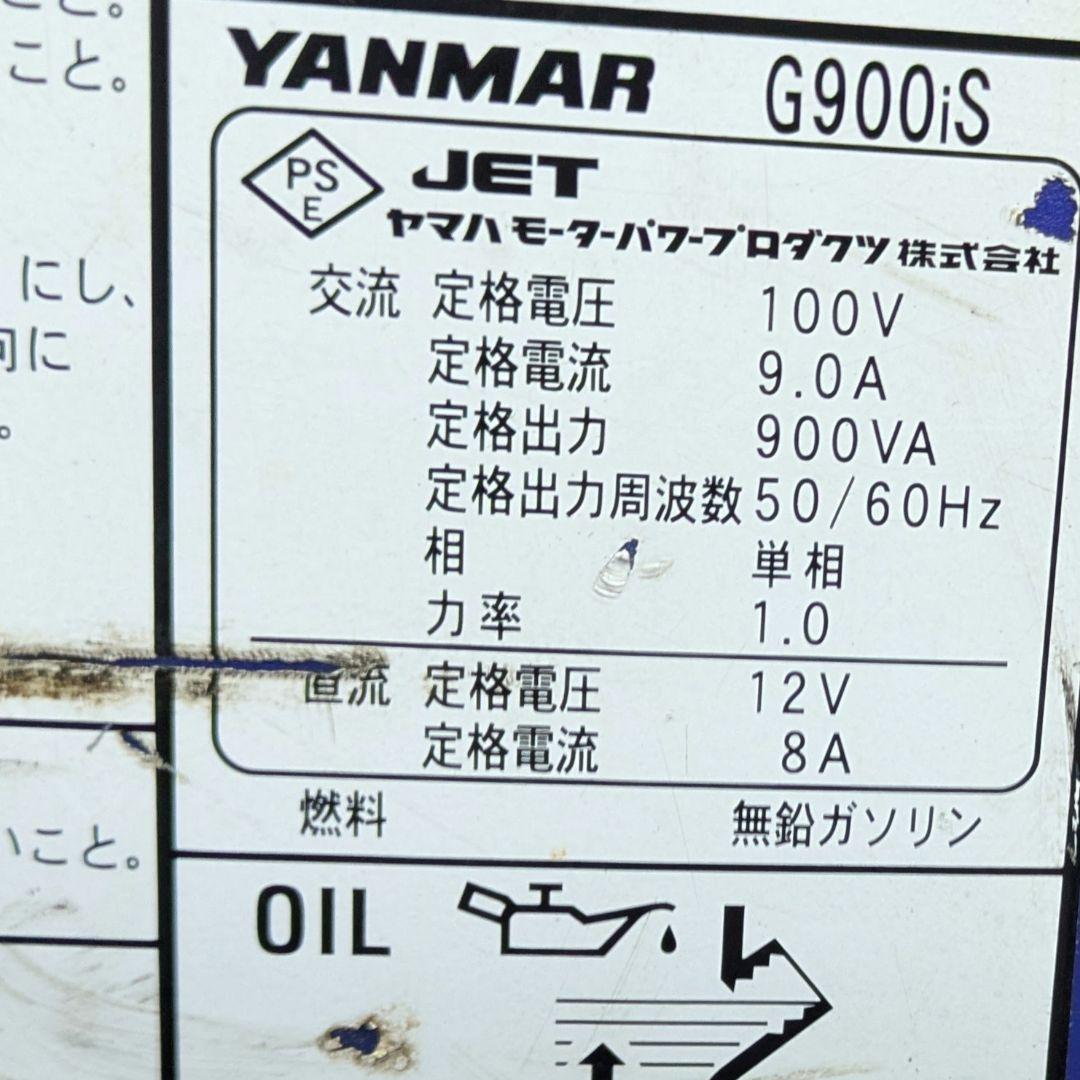 こと。
こと。
にし、
向に
。
いこと。
YANMAR G900iS
PS
E
JET
ヤマハモーターパワープロダクツ株式会社
交流 定格電圧 100V
定格電流 9.0A
定格出力 900VA
定格出力周波数 50/60Hz
相 単相
力率 1.0
直流 定格電圧 12V
定格電流 8A
燃料 無鉛ガソリン
OIL